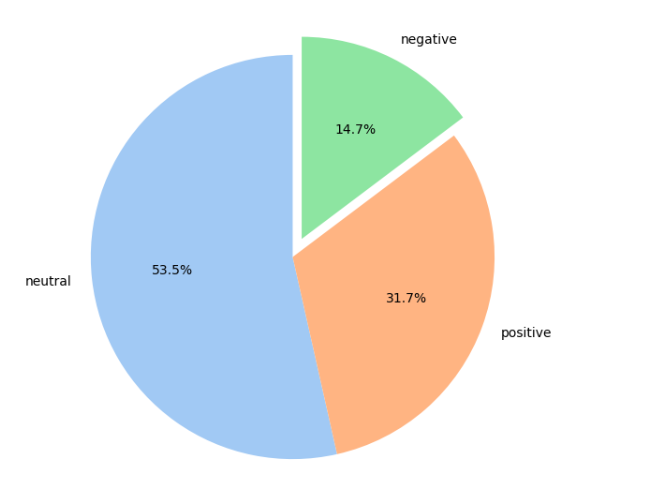 negative
14.7%
53.5%
neutral
31.7%
positive